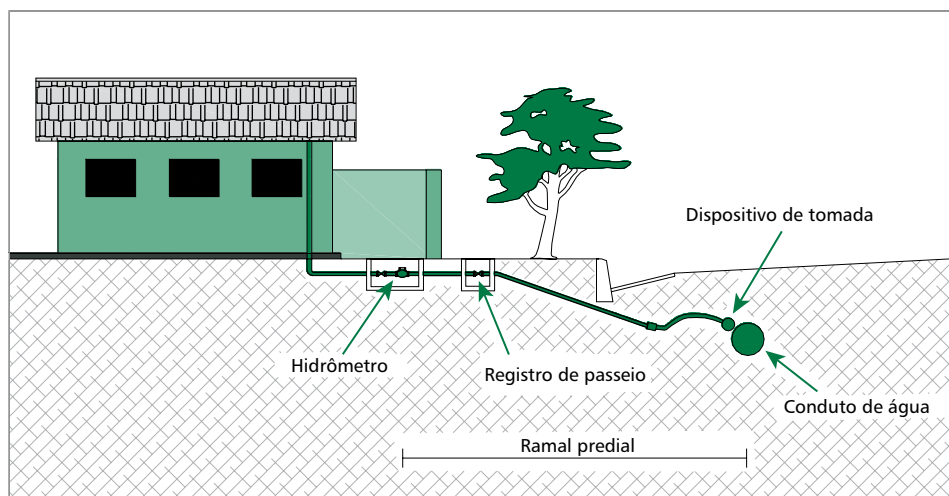 Dispositivo de tomada
Hidrômetro
Registro de passeio
Conduto de água
Ramal predial